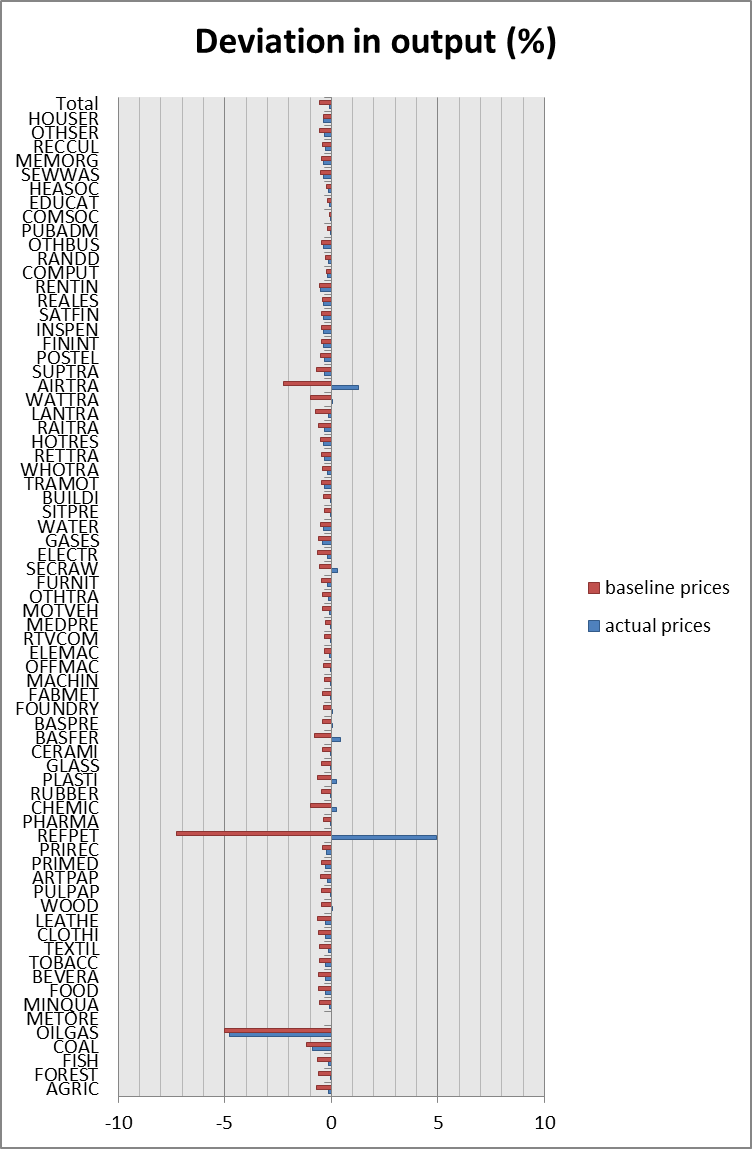 Deviation in output (%)
Total
HOUSER
OTHSER
RECCUL
MEMORG
SEWWAS
HEASOC
EDUCAT
COMSOC
PUBADM
OTHBUS
RANDD
COMPUT
RENTIN
REALES
SATFIN
INSPEN
FININT
POSTEL
SUPTRA
AIRTRA
WATTRA
LANTRA
RAITRA
HOTRES
RETTRA
WHOTRA
TRAMOT
BUILDI
SITPRE
WATER
GASES
ELECTR
SECRAW
FURNIT
OTHTRA
MOTVEH
MEDPRE
RTVCOM
ELEMAC
OFFMAC
MACHIN
FABMET
FOUNDRY
BASPRE
BASFER
CERAMI
GLASS
PLASTI
RUBBER
CHEMIC
PHARMA
REFPET
PRIREC
PRIMED
ARTPAP
PULPAP
WOOD
LEATHE
CLOTHI
TEXTIL
TOBACC
BEVERA
FOOD
MINQUA
METORE
OILGAS
COAL
FISH
FOREST
AGRIC
-10 -5 0 5 10
baseline prices
actual prices